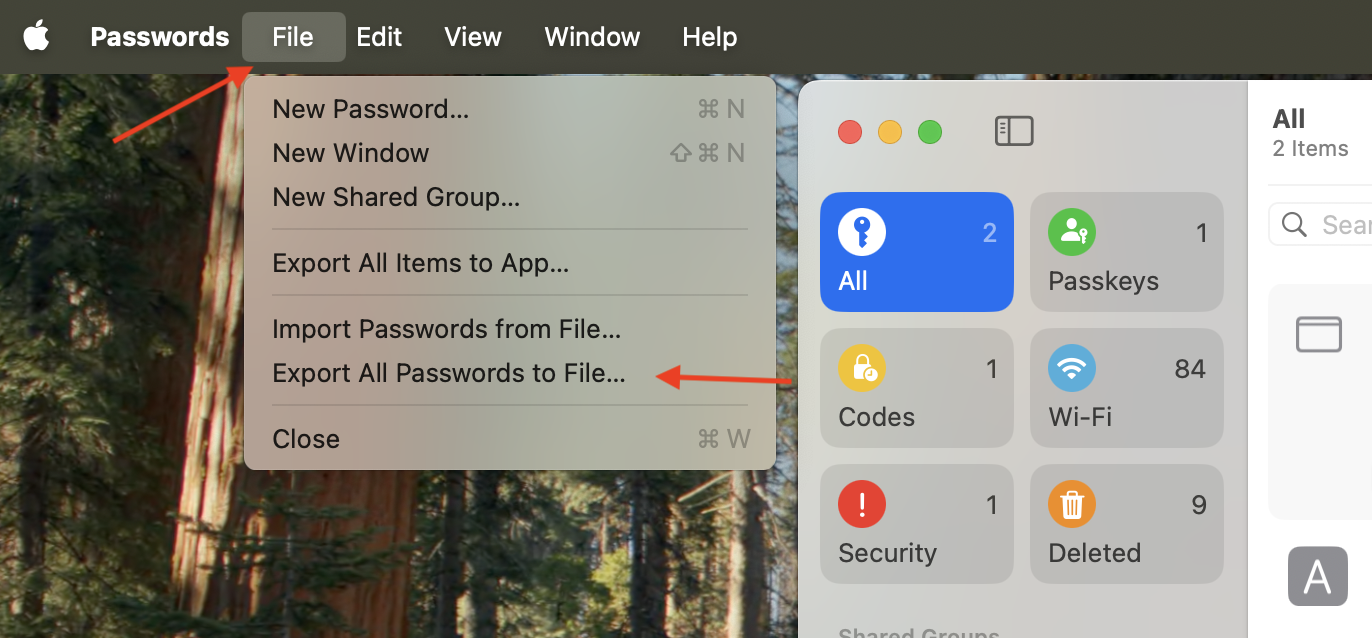 Passwords File Edit View Window Help
New Password... ⌘ N
New Window ⇧ ⌘ N
New Shared Group...
Export All Items to App...
Import Passwords from File...
Export All Passwords to File...
Close ⌘ W
2
All
1
Passkeys
1
Codes
84
Wi-Fi
1
Security
9
Deleted
Shared Groups
All
2 Items
Sear
A